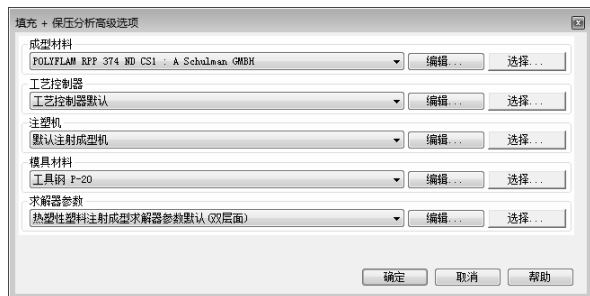 填充 + 保压分析高级选项
成型材料
POLYFLAM RPP 374 ND CS1 : A Schulman GMBH 编辑... 选择...
工艺控制器
工艺控制器默认 编辑... 选择...
注塑机
默认注射成型机 编辑... 选择...
模具材料
工具钢 P-20 编辑... 选择...
求解器参数
热塑性塑料注射成型求解器参数默认(双层面) 编辑... 选择...
确定 取消 帮助